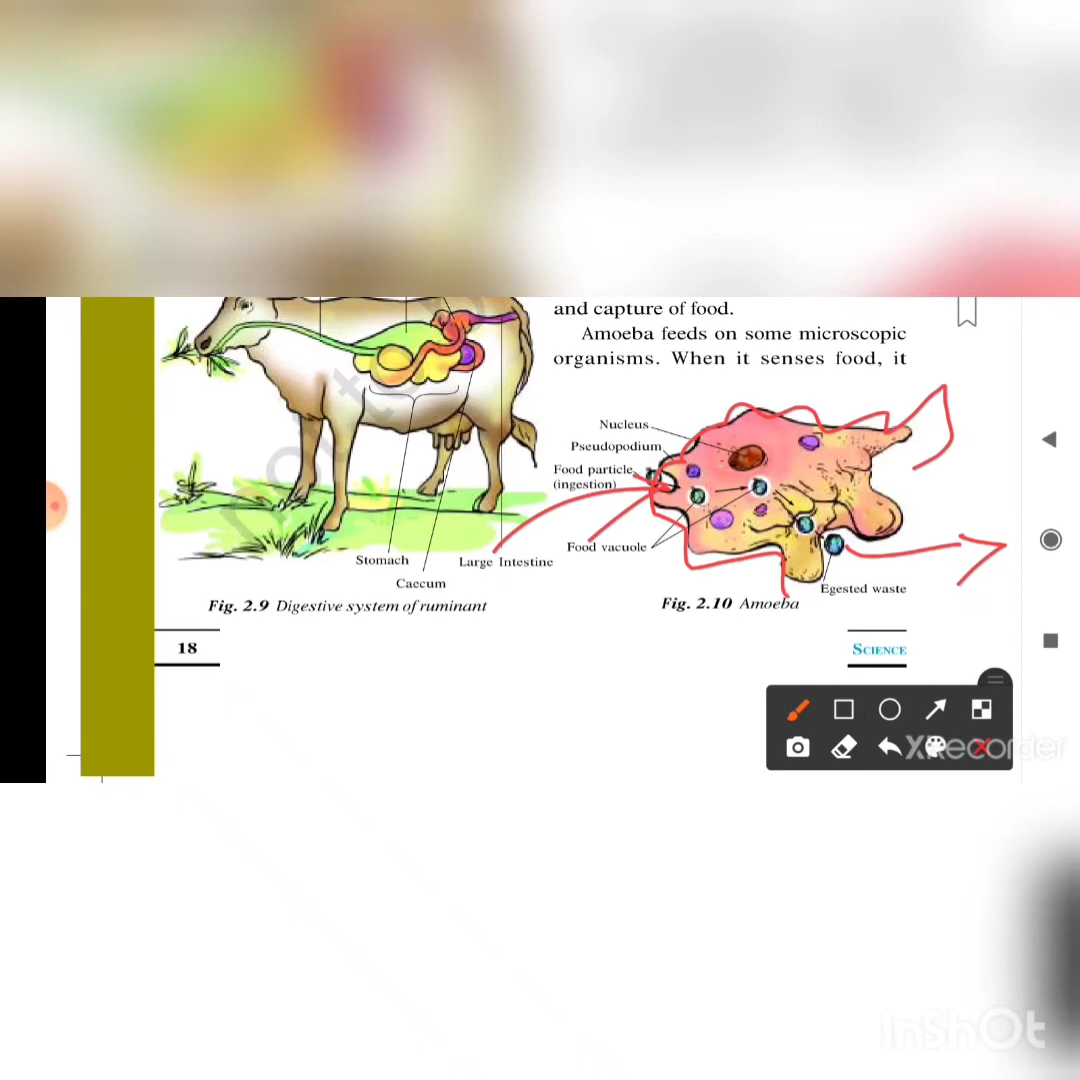 and capture of food.
Amoeba feeds on some microscopic
organisms. When it senses food, it
Nucleus
Pseudopodium
Food particle
(ingestion)
Food vacuole
Egested waste
Fig. 2.10 Amoeba
Stomach
Large Intestine
Caecum
Fig. 2.9 Digestive system of ruminant
18
SCIENCE
XRecorder
InShOt